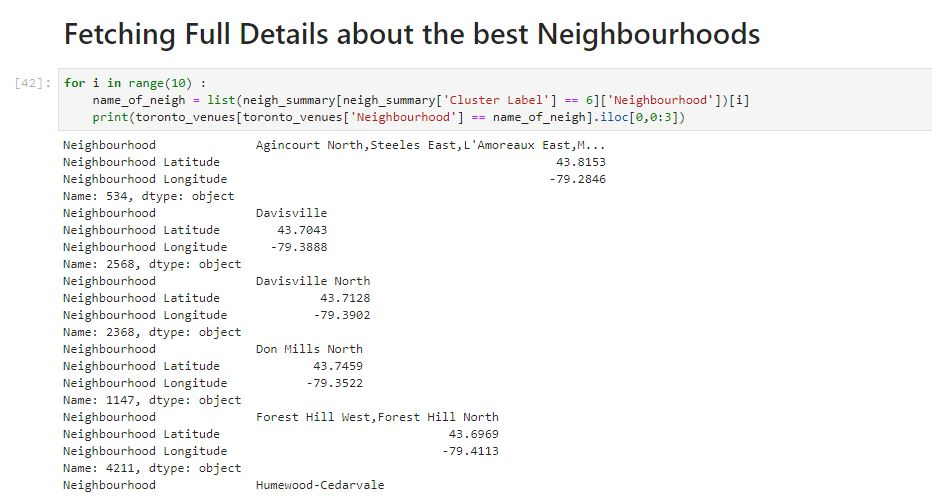 Fetching Full Details about the best Neighbourhoods
[42]: for i in range(10) :
name_of_neigh = list(neigh_summary[neigh_summary['Cluster Label'] == 6]['Neighbourhood'])[i]
print(toronto_venues[toronto_venues['Neighbourhood'] == name_of_neigh].iloc[0,0:3])
Neighbourhood Agincourt North,Steeles East,L'Amoreaux East,M...
Neighbourhood Latitude 43.8153
Neighbourhood Longitude -79.2846
Name: 534, dtype: object
Neighbourhood Davisville
Neighbourhood Latitude 43.7043
Neighbourhood Longitude -79.3888
Name: 2568, dtype: object
Neighbourhood Davisville North
Neighbourhood Latitude 43.7128
Neighbourhood Longitude -79.3902
Name: 2368, dtype: object
Neighbourhood Don Mills North
Neighbourhood Latitude 43.7459
Neighbourhood Longitude -79.3522
Name: 1147, dtype: object
Neighbourhood Forest Hill West,Forest Hill North
Neighbourhood Latitude 43.6969
Neighbourhood Longitude -79.4113
Name: 4211, dtype: object
Neighbourhood Humewood-Cedarvale